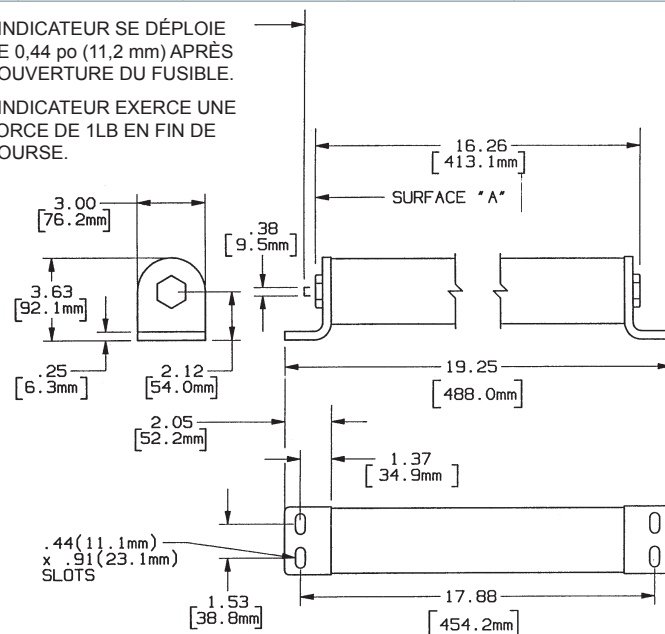 INDICATEUR SE DÉPLOIE
E 0,44 po (11,2 mm) APRÈS
OUVERTURE DU FUSIBLE.
INDICATEUR EXERCE UNE
ORCE DE 1LB EN FIN DE
OURSE.
16.26
[413.1mm]
SURFACE "A"
3.00
[76.2mm]
.38
[9.5mm]
3.63
[92.1mm]
.25
[6.3mm]
2.12
[54.0mm]
19.25
[488.0mm]
2.05
[52.2mm]
1.37
[34.9mm]
.44(11.1mm)
x .91(23.1mm)
SLOTS
1.53
[38.8mm]
17.88
[454.2mm]